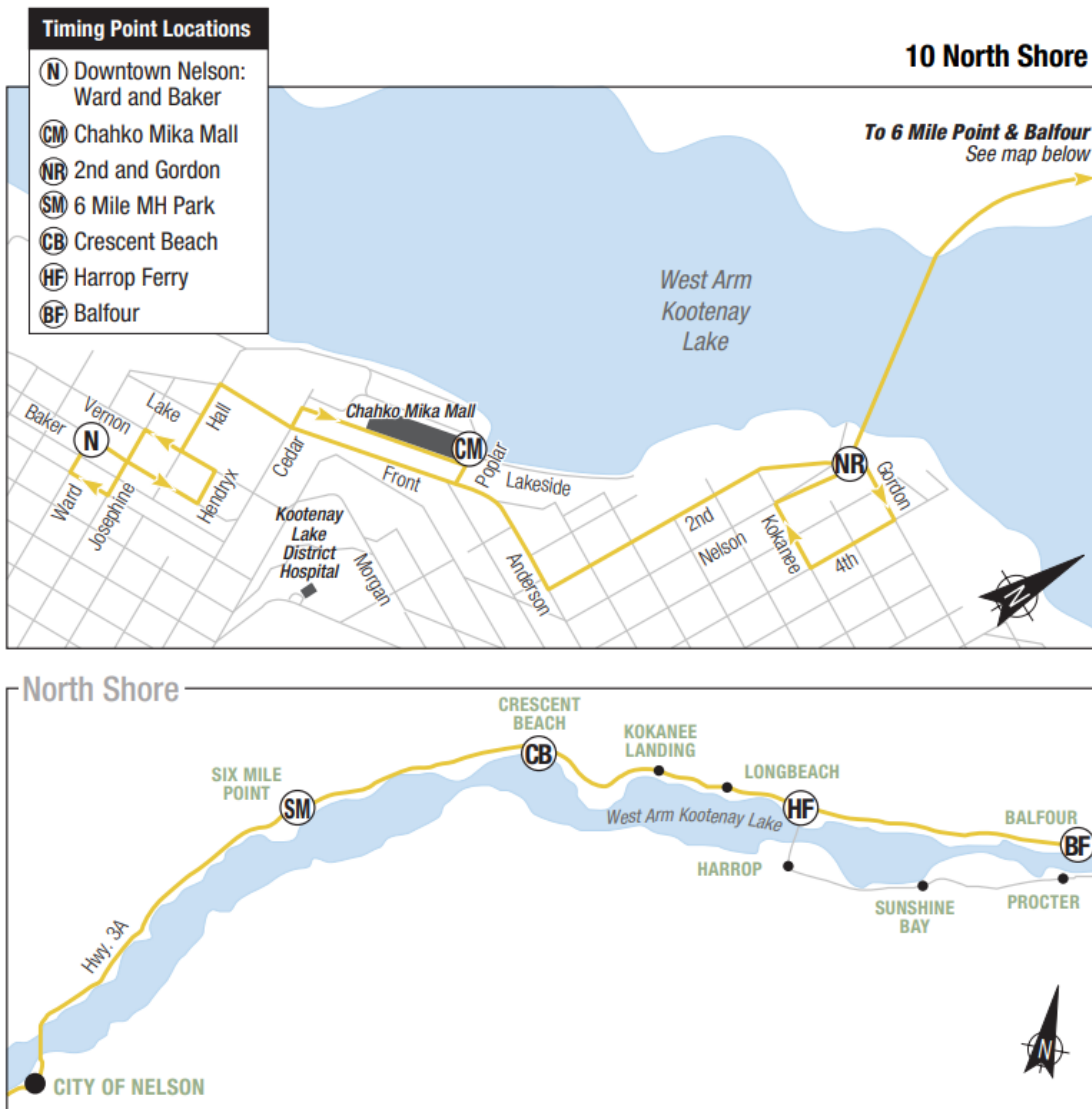 Timing Point Locations
N Downtown Nelson:
Ward and Baker
CM Chahko Mika Mall
NR 2nd and Gordon
SM 6 Mile MH Park
CB Crescent Beach
HF Harrop Ferry
BF Balfour
10 North Shore
To 6 Mile Point & Balfour
See map below
West Arm
Kootenay
Lake
Baker
Vernon
Lake
Hall
N
Ward
Josephine
Hendryx
Cedar
Chahko Mika Mall
CM
Poplar
Front
Lakeside
Kootenay
Lake
District
Hospital
Morgan
Anderson
2nd
Nelson
Kokanee
4th
NR
Gordon
N
North Shore
CRESCENT
BEACH
CB
KOKANEE
LANDING
LONGBEACH
SIX MILE
POINT
SM
West Arm Kootenay Lake
HF
BALFOUR
BF
HARROP
SUNSHINE
BAY
PROCTER
Hwy. 3A
CITY OF NELSON
N